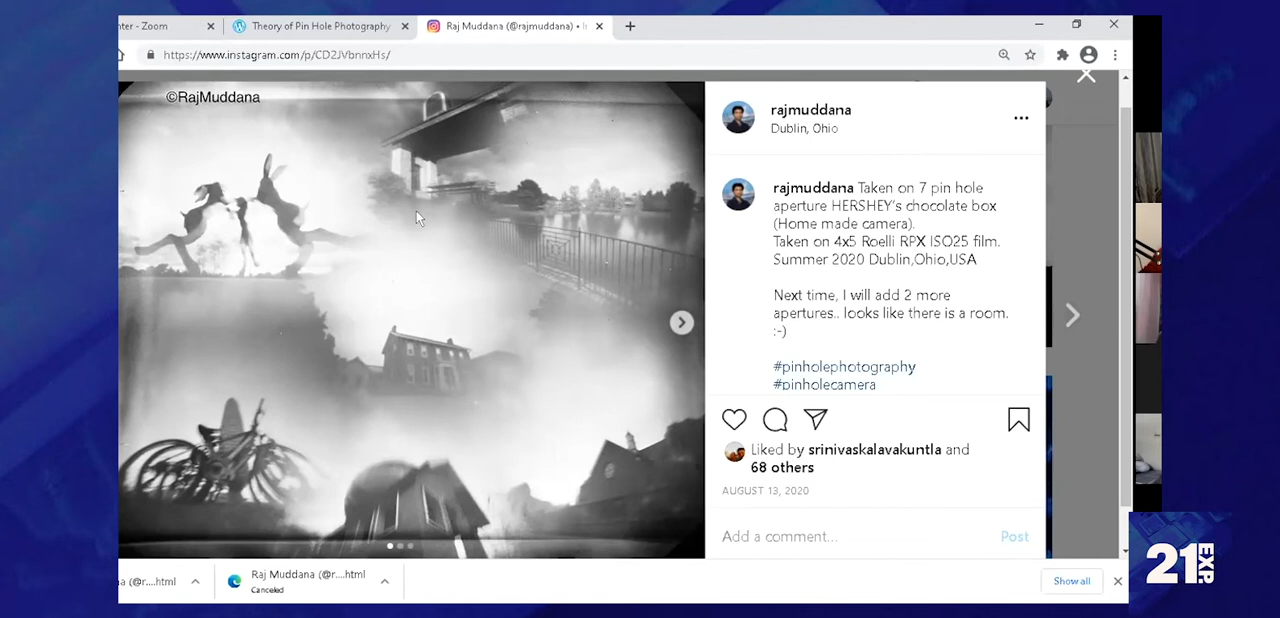 nter - Zoom
Theory of Pin Hole Photography
Raj Muddana (@rajmuddana) •
https://www.instagram.com/p/CD2JVbnnxHs/
©RajMuddana
rajmuddana
Dublin, Ohio
rajmuddana Taken on 7 pin hole
aperture HERSHEY's chocolate box
(Home made camera).
Taken on 4x5 Roelli RPX ISO25 film.
Summer 2020 Dublin,Ohio,USA
Next time, I will add 2 more
apertures.. looks like there is a room.
:-)
#pinholephotography
#pinholecamera
Liked by srinivaskalavakuntla and
68 others
AUGUST 13, 2020
Add a comment...
Post
a (@r....html
Raj Muddana (@r....html
Canceled
Show all
21 EXP.